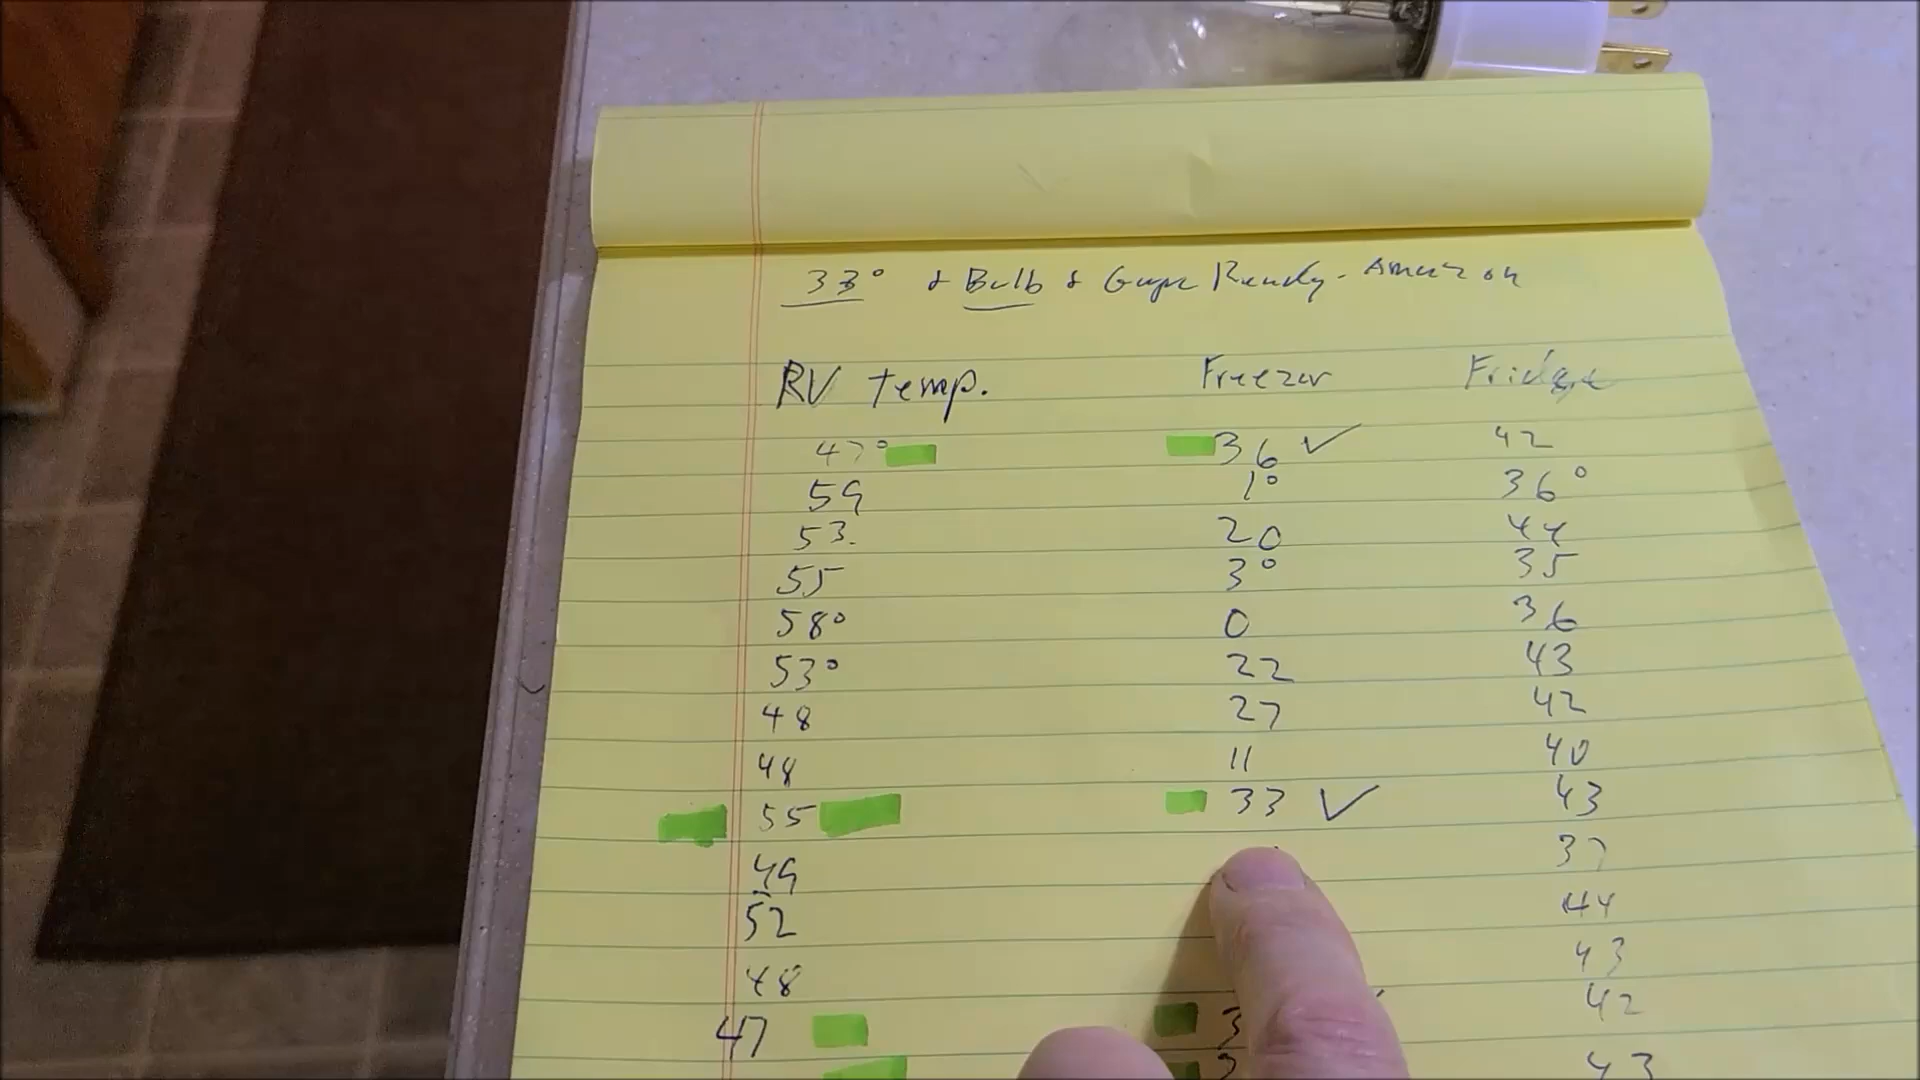 33° & Bulb & Gauge Ready - Amazon
RV temp. Freezer Fridge
47° 36 ✓ 42
59 1° 36°
53. 20 44
55 3° 35
58° 0 36
53° 22 43
48 27 42
48 11 40
55 33 ✓ 43
49 37
52 44
48 43
47 3 42
43